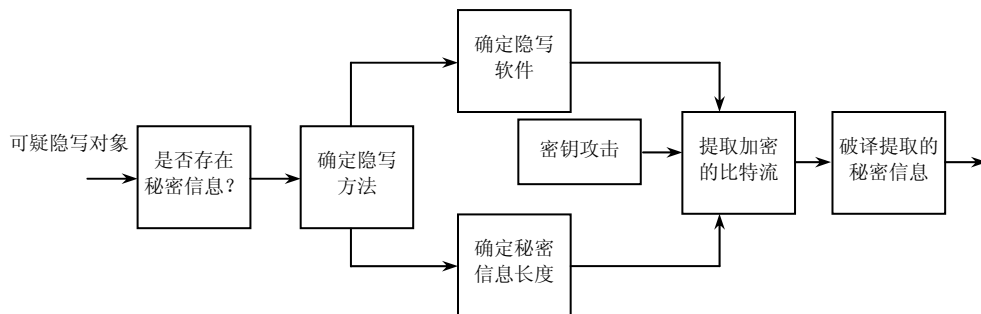 可疑隐写对象
是否存在
秘密信息？
确定隐写
方法
确定隐写
软件
密钥攻击
确定秘密
信息长度
提取加密
的比特流
破译提取的
秘密信息